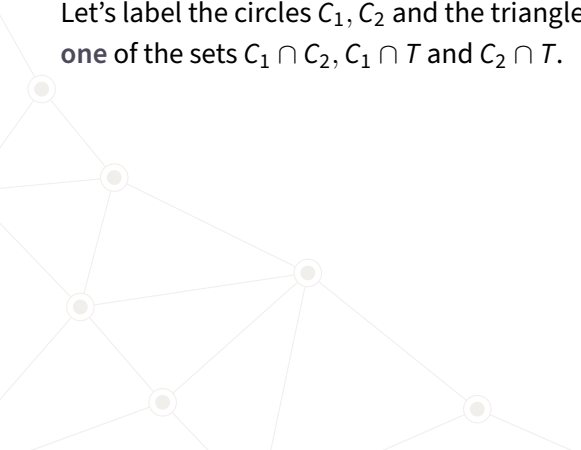 Let’s label the circles C₁, C₂ and the triangle
one of the sets C₁ ∩ C₂, C₁ ∩ T and C₂ ∩ T.